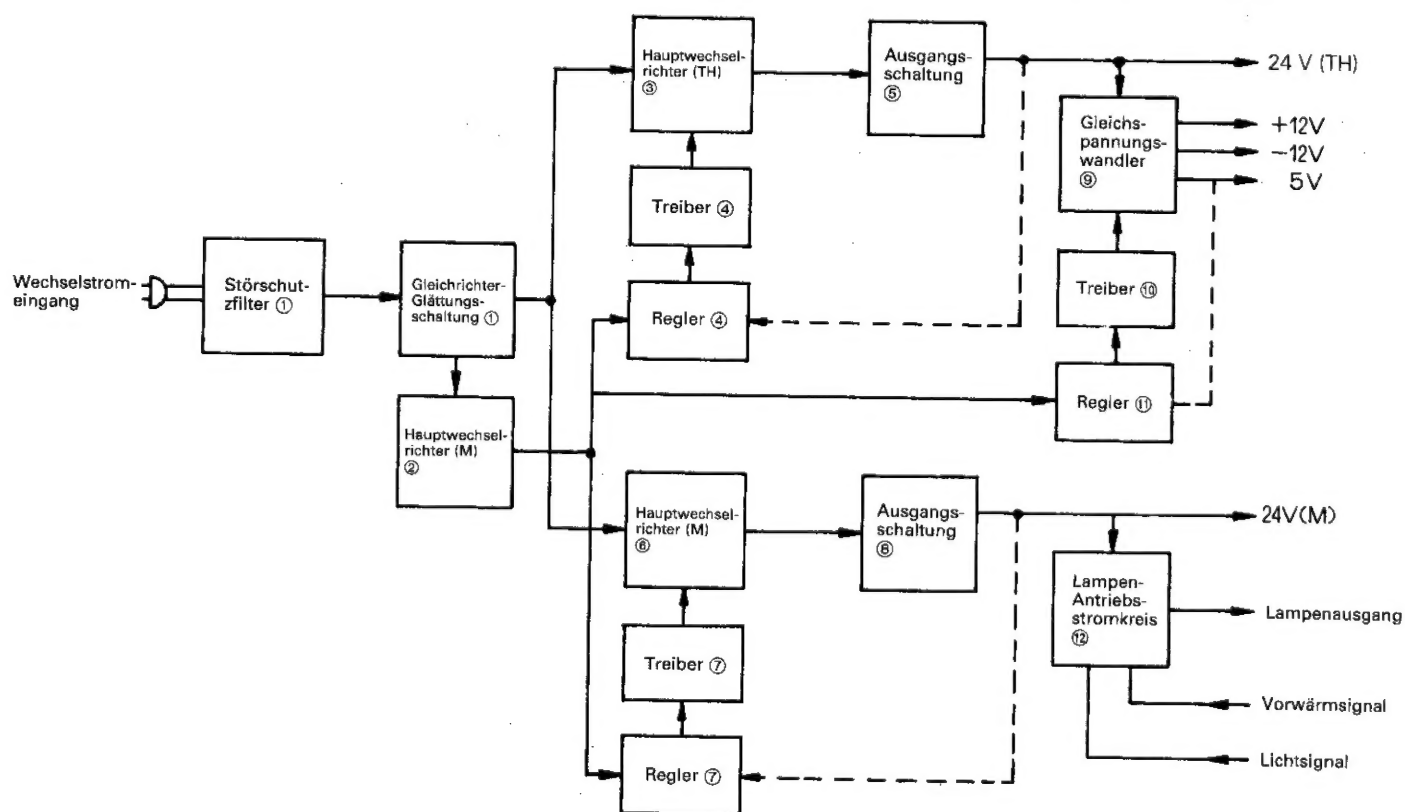 Hauptwechsel-
richter (TH)
③
Ausgangs-
schaltung
⑤
24 V (TH)
Gleichs-
pannungs-
wandler
⑨
+12V
−12V
5V
Treiber ④
Wechselstrom-
eingang
Störschut-
zfilter ①
Gleichrichter-
Glättungs-
schaltung ①
Regler ④
Treiber ⑩
Regler ⑪
Hauptwechsel-
richter (M)
②
Hauptwechsel-
richter (M)
⑥
Ausgangs-
schaltung
⑧
24V(M)
Lampen-
Antriebs-
stromkreis
⑫
Lampenausgang
Treiber ⑦
Vorwärmsignal
Regler ⑦
Lichtsignal